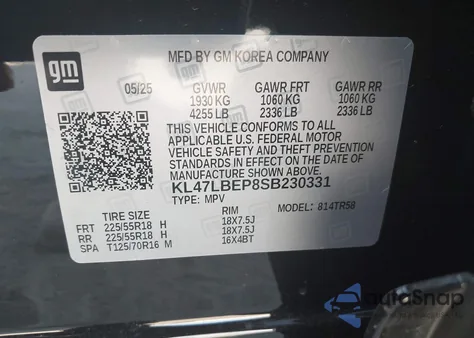 gm
MFD BY GM KOREA COMPANY
05/25 GVWR GAWR FRT GAWR RR
1930 KG 1060 KG 1060 KG
4255 LB 2336 LB 2336 LB
THIS VEHICLE CONFORMS TO ALL
APPLICABLE U.S. FEDERAL MOTOR
VEHICLE SAFETY, BUMPER, AND THEFT
PREVENTION STANDARDS IN EFFECT
ON THE DATE OF MANUFACTURE
SHOWN ABOVE.
KL47LBEP8SB230331
TYPE: MPV MODEL: 814TR58
TIRE SIZE RIM
FRT 225/55R18 H 18X7.5J
RR 225/55R18 H 18X7.5J
SPA T125/70R16 M 16X4BT
AutoSnap